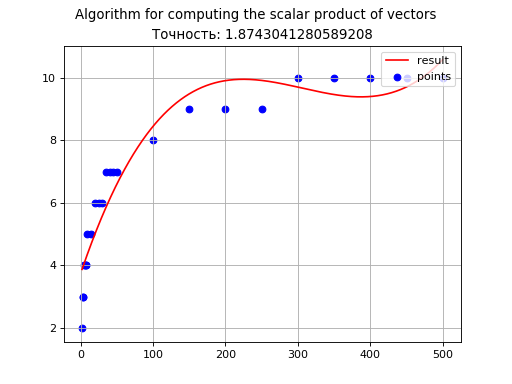 Algorithm for computing the scalar product of vectors
Точность: 1.8743041280589208
result
points
10
8
6
4
2
0
100
200
300
400
500